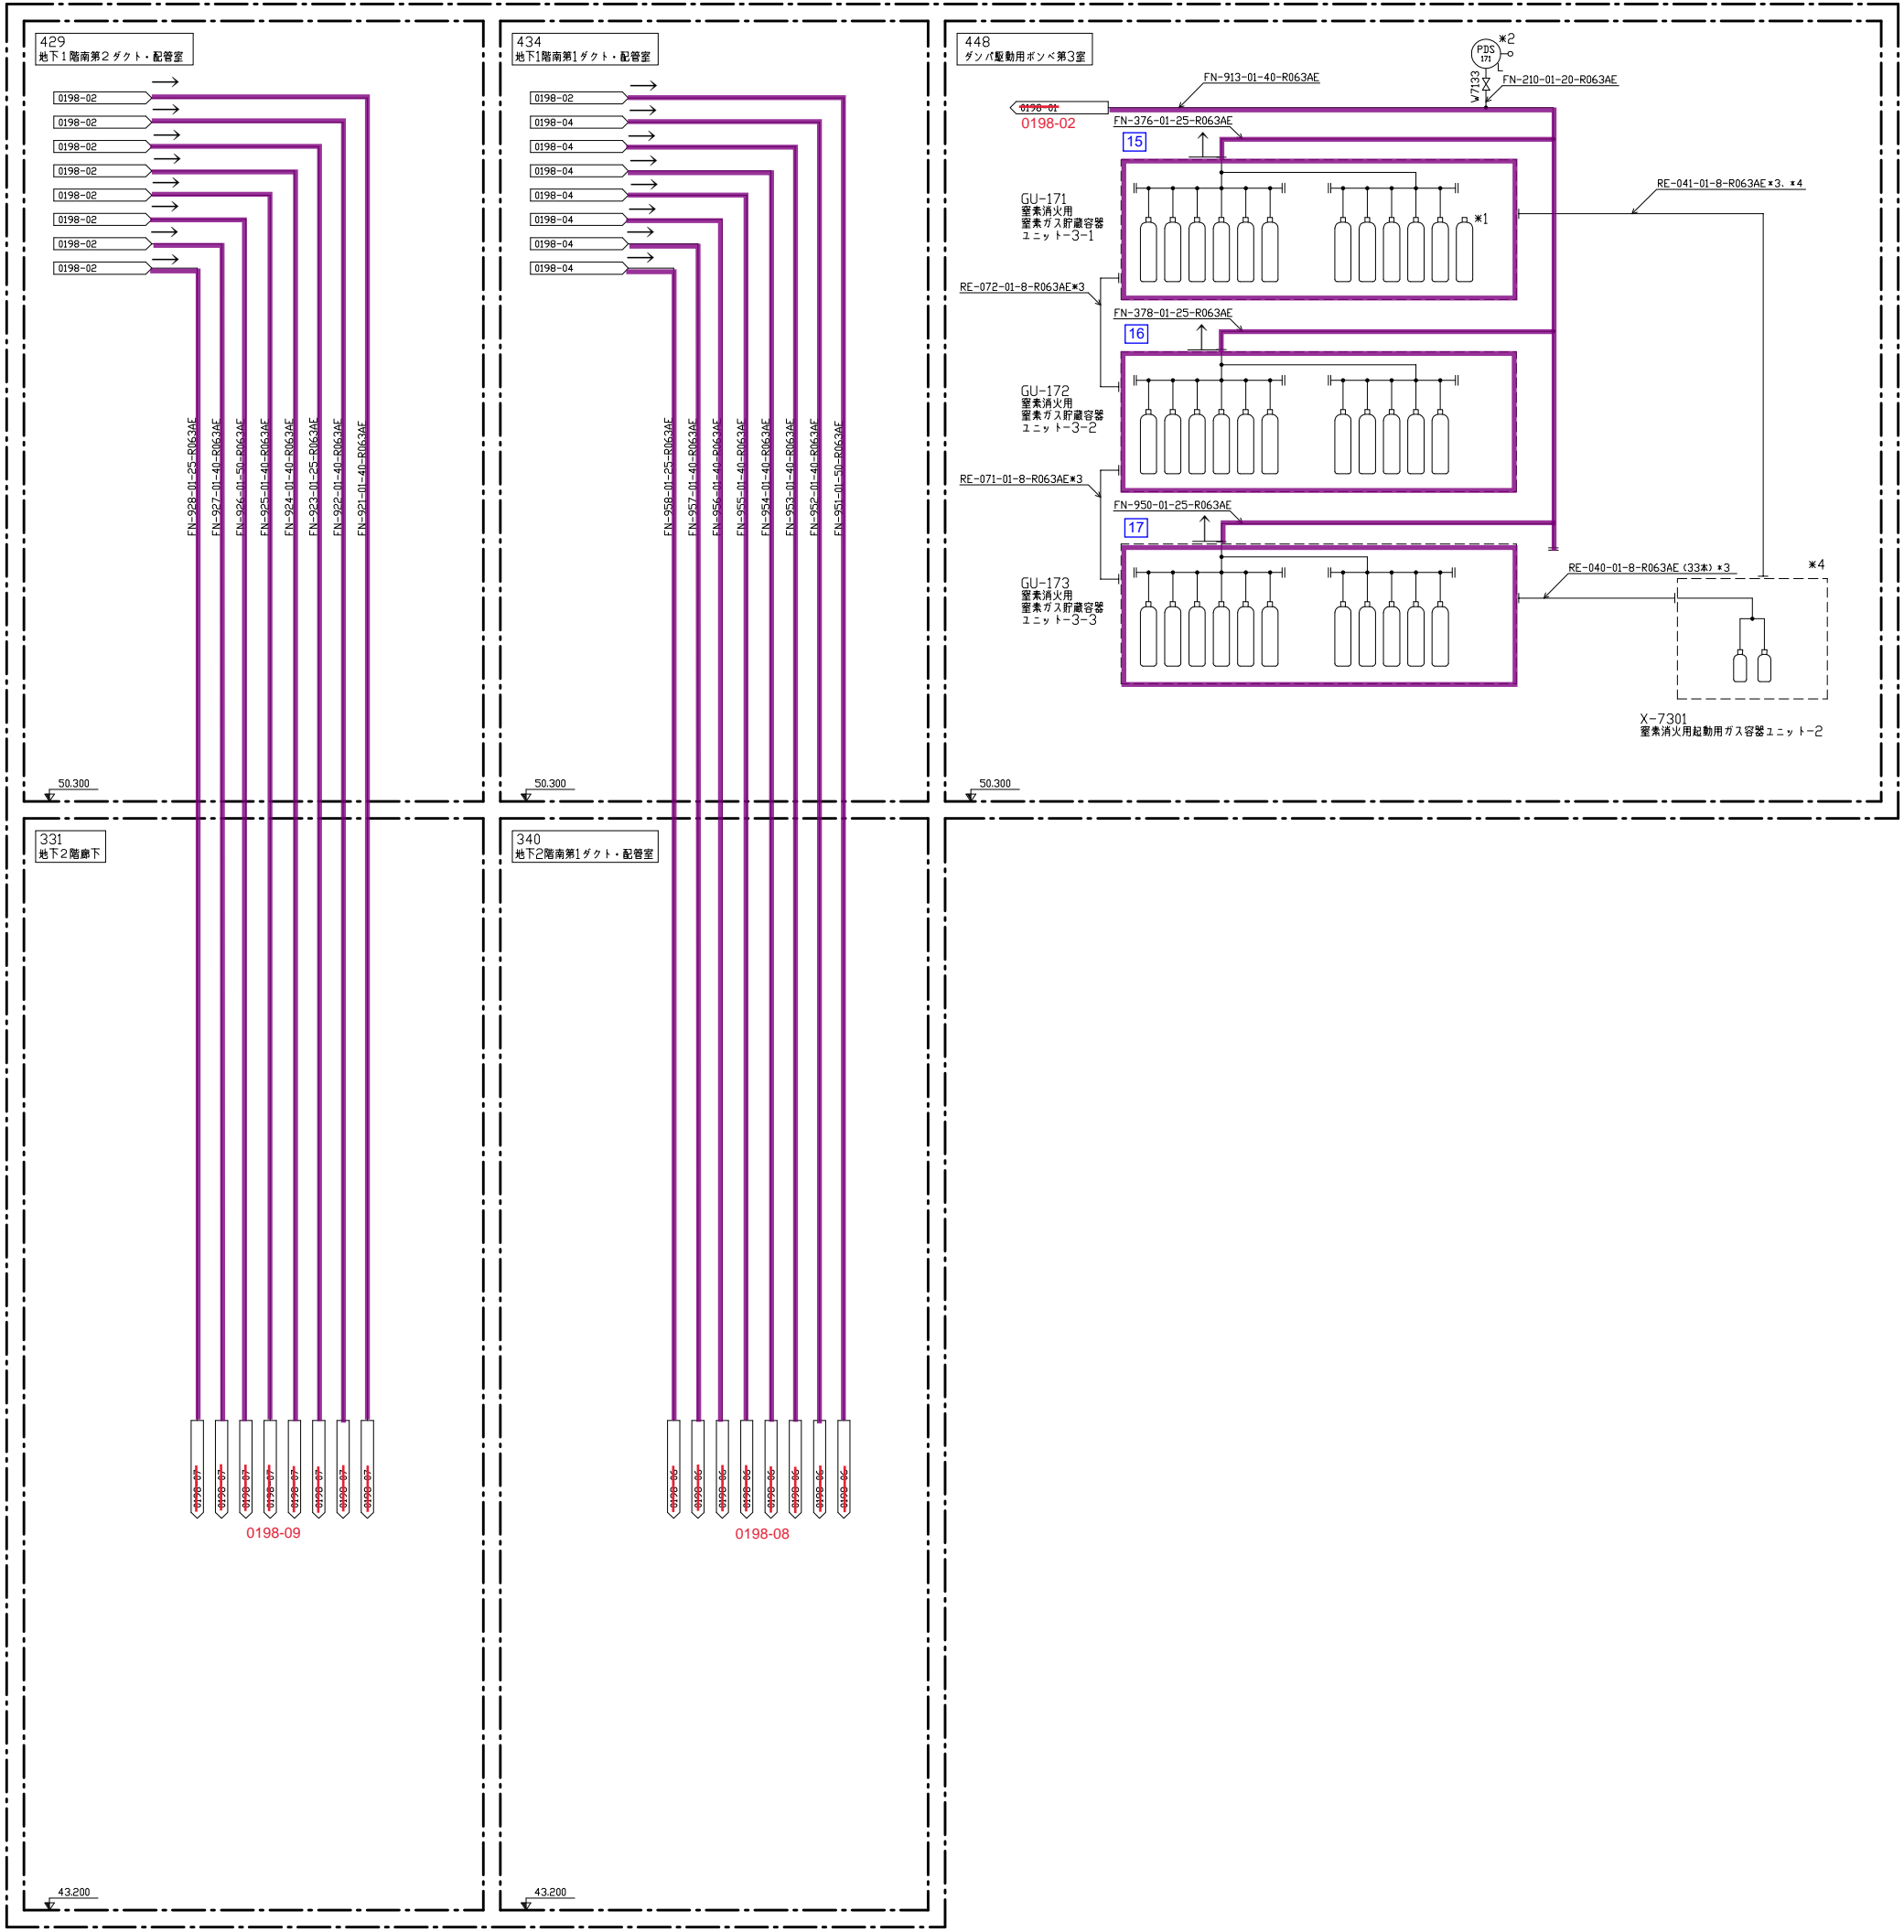 429
地下1階南第2ダクト・配管室
0198-02
0198-02
0198-02
0198-02
0198-02
0198-02
0198-02
0198-02
FN-928-01-25-R063AE
FN-927-01-40-R063AE
FN-926-01-50-R063AE
FN-925-01-40-R063AE
FN-924-01-40-R063AE
FN-923-01-25-R063AE
FN-922-01-40-R063AE
FN-921-01-40-R063AE
50.300
434
地下1階南第1ダクト・配管室
0198-02
0198-04
0198-04
0198-04
0198-04
0198-04
0198-04
0198-04
FN-958-01-25-R063AE
FN-957-01-40-R063AE
FN-956-01-40-R063AE
FN-955-01-40-R063AE
FN-954-01-40-R063AE
FN-953-01-40-R063AE
FN-952-01-40-R063AE
FN-951-01-50-R063AE
50.300
448
ダンパ駆動用ボンベ第3室
PDS
171
*2
L
W7133
FN-210-01-20-R063AE
FN-913-01-40-R063AE
0198-01
0198-02
FN-376-01-25-R063AE
15
GU-171
窒素消火用
窒素ガス貯蔵容器
ユニット-3-1
*1
RE-041-01-8-R063AE*3. *4
RE-072-01-8-R063AE*3
FN-378-01-25-R063AE
16
GU-172
窒素消火用
窒素ガス貯蔵容器
ユニット-3-2
RE-071-01-8-R063AE*3
FN-950-01-25-R063AE
17
GU-173
窒素消火用
窒素ガス貯蔵容器
ユニット-3-3
RE-040-01-8-R063AE (33本) *3
*4
X-7301
窒素消火用起動用ガス容器ユニット-2
50.300
331
地下2階廊下
0198-07
0198-07
0198-07
0198-07
0198-07
0198-07
0198-07
0198-07
0198-09
43.200
340
地下2階南第1ダクト・配管室
0198-06
0198-06
0198-06
0198-06
0198-06
0198-06
0198-06
0198-06
0198-08
43.200